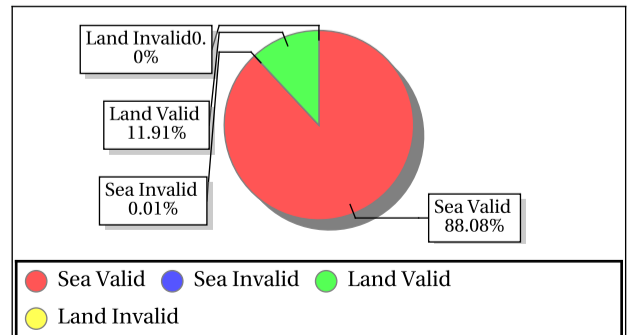 Land Invalid0.
0%
Land Valid
11.91%
Sea Invalid
0.01%
Sea Valid
88.08%
Sea Valid Sea Invalid Land Valid
Land Invalid